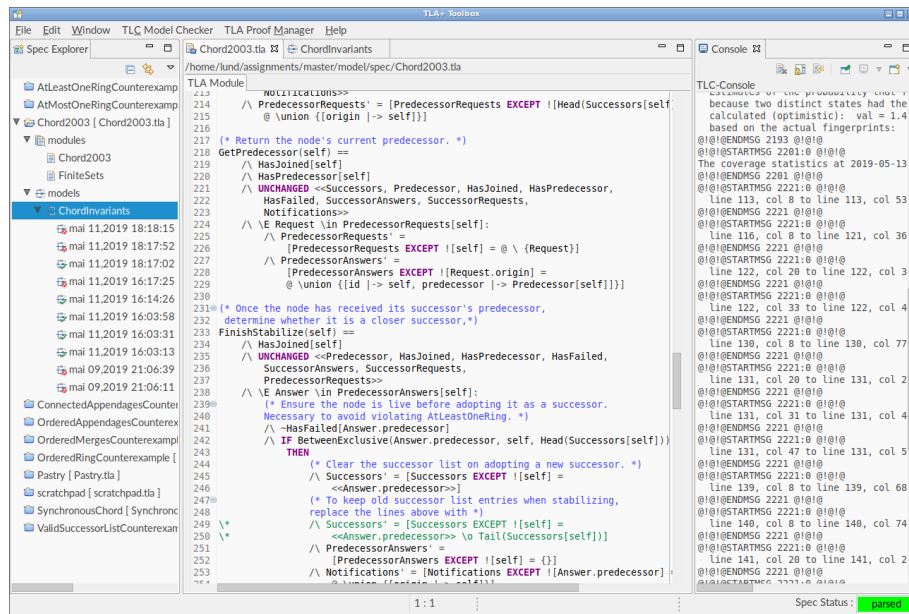 TLA+ Toolbox
File Edit Window TLC Model Checker TLA Proof Manager Help
Spec Explorer
AtLeastOneRingCounterexamp
AtMostOneRingCounterexamp
Chord2003 [ Chord2003.tla ]
modules
Chord2003
FiniteSets
models
ChordInvariants
mai 11,2019 18:18:15
mai 11,2019 18:17:52
mai 11,2019 18:17:02
mai 11,2019 16:17:25
mai 11,2019 16:14:26
mai 11,2019 16:03:58
mai 11,2019 16:03:31
mai 11,2019 16:03:13
mai 09,2019 21:06:39
mai 09,2019 21:06:11
ConnectedAppendagesCounter
OrderedAppendagesCounterex
OrderedMergesCounterexampl
OrderedRingCounterexample [
Pastry [ Pastry.tla ]
scratchpad [ scratchpad.tla ]
SynchronousChord [ Synchronc
ValidSuccessorListCounterexan
Chord2003.tla ChordInvariants
/home/lund/assignments/master/model/spec/Chord2003.tla
TLA Module
213 Notifications>>
214 /\ PredecessorRequests' = [PredecessorRequests EXCEPT ![Head(Successors[self
215 @ \union {[origin |-> self]}]
216
217 (* Return the node's current predecessor. *)
218 GetPredecessor(self) ==
219 /\ HasJoined[self]
220 /\ HasPredecessor[self]
221 /\ UNCHANGED <<Successors, Predecessor, HasJoined, HasPredecessor,
222 HasFailed, SuccessorAnswers, SuccessorRequests,
223 Notifications>>
224 /\ \E Request \in PredecessorRequests[self]:
225 /\ PredecessorRequests' =
226 [PredecessorRequests EXCEPT ![self] = @ \ {Request}]
227 /\ PredecessorAnswers' =
228 [PredecessorAnswers EXCEPT ![Request.origin] =
229 @ \union {[id |-> self, predecessor |-> Predecessor[self]]}]
230
231 (* Once the node has received its successor's predecessor,
232 determine whether it is a closer successor,*)
233 FinishStabilize(self) ==
234 /\ HasJoined[self]
235 /\ UNCHANGED <<Predecessor, HasJoined, HasPredecessor, HasFailed,
236 SuccessorAnswers, SuccessorRequests,
237 PredecessorRequests>>
238 /\ \E Answer \in PredecessorAnswers[self]:
239 (* Ensure the node is live before adopting it as a successor.
240 Necessary to avoid violating AtLeastOneRing. *)
241 /\ ~HasFailed[Answer.predecessor]
242 /\ IF BetweenExclusive(Answer.predecessor, self, Head(Successors[self]))
243 THEN
244 (* Clear the successor list on adopting a new successor. *)
245 /\ Successors' = [Successors EXCEPT ![self] =
246 <<Answer.predecessor>>]
247 (* To keep old successor list entries when stabilizing,
248 replace the lines above with *)
249 \* /\ Successors' = [Successors EXCEPT ![self] =
250 \* <<Answer.predecessor>> \o Tail(Successors[self])]
251 /\ PredecessorAnswers' =
252 [PredecessorAnswers EXCEPT ![self] = {}]
253 /\ Notifications' = [Notifications EXCEPT ![Answer.predecessor] =
254 @ \union {[origin |-> self]}]
Console
TLC-Console
because two distinct states had the
calculated (optimistic): val = 1.4
based on the actual fingerprints:
@!@!@ENDMSG 2193 @!@!@
@!@!@STARTMSG 2201:0 @!@!@
The coverage statistics at 2019-05-13
@!@!@ENDMSG 2201 @!@!@
@!@!@STARTMSG 2221:0 @!@!@
line 113, col 8 to line 113, col 53
@!@!@ENDMSG 2221 @!@!@
@!@!@STARTMSG 2221:0 @!@!@
line 116, col 8 to line 121, col 36
@!@!@ENDMSG 2221 @!@!@
@!@!@STARTMSG 2221:0 @!@!@
line 122, col 20 to line 122, col 3
@!@!@ENDMSG 2221 @!@!@
@!@!@STARTMSG 2221:0 @!@!@
line 122, col 33 to line 122, col 4
@!@!@ENDMSG 2221 @!@!@
@!@!@STARTMSG 2221:0 @!@!@
line 130, col 8 to line 130, col 77
@!@!@ENDMSG 2221 @!@!@
@!@!@STARTMSG 2221:0 @!@!@
line 131, col 20 to line 131, col 2
@!@!@ENDMSG 2221 @!@!@
@!@!@STARTMSG 2221:0 @!@!@
line 131, col 31 to line 131, col 4
@!@!@ENDMSG 2221 @!@!@
@!@!@STARTMSG 2221:0 @!@!@
line 131, col 47 to line 131, col 5
@!@!@ENDMSG 2221 @!@!@
@!@!@STARTMSG 2221:0 @!@!@
line 139, col 8 to line 139, col 68
@!@!@ENDMSG 2221 @!@!@
@!@!@STARTMSG 2221:0 @!@!@
line 140, col 8 to line 140, col 74
@!@!@ENDMSG 2221 @!@!@
@!@!@STARTMSG 2221:0 @!@!@
line 141, col 20 to line 141, col 2
@!@!@ENDMSG 2221 @!@!@
@!@!@STARTMSG 2221:0 @!@!@
1 : 1
Spec Status : parsed